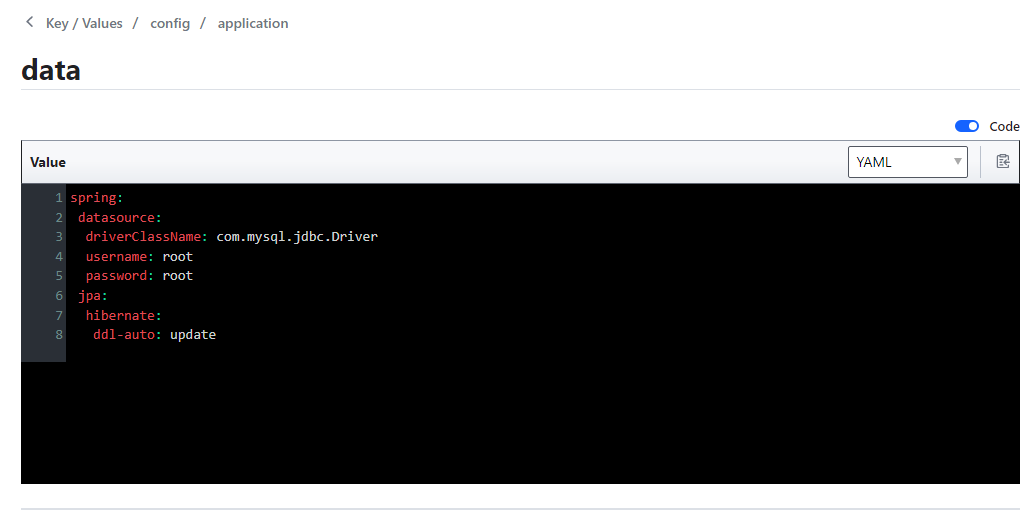 Key / Values / config / application
data
Code
Value YAML
1 spring:
2  datasource:
3   driverClassName: com.mysql.jdbc.Driver
4   username: root
5   password: root
6  jpa:
7   hibernate:
8    ddl-auto: update